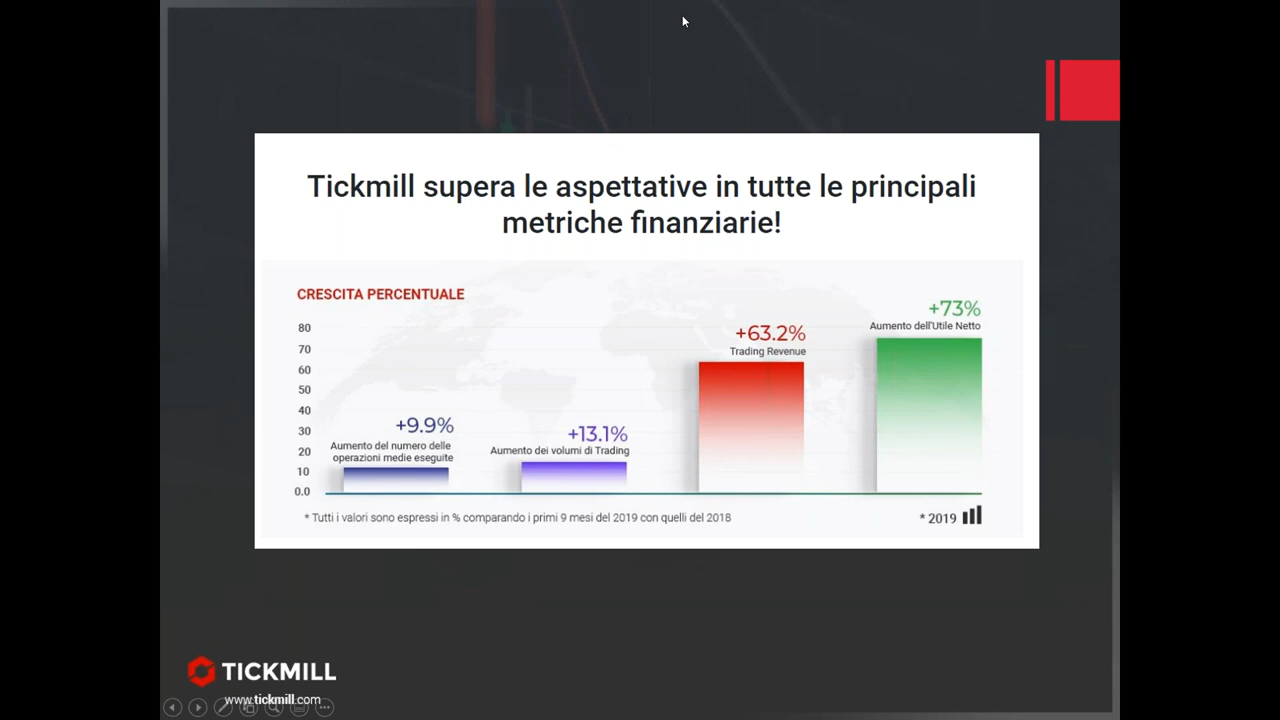 Tickmill supera le aspettative in tutte le principali
metriche finanziarie!
CRESCITA PERCENTUALE
80
70
60
50
40
30
20
10
0.0
+9.9%
Aumento del numero delle
operazioni medie eseguite
+13.1%
Aumento dei volumi di Trading
+63.2%
Trading Revenue
+73%
Aumento dell'Utile Netto
* Tutti i valori sono espressi in % comparando i primi 9 mesi del 2019 con quelli del 2018
* 2019
TICKMILL
www.tickmill.com